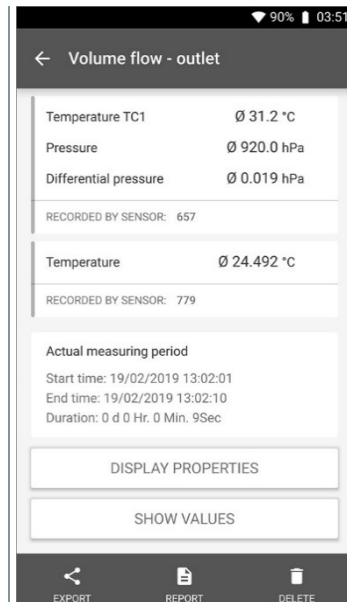 90% 03:51
Volume flow - outlet
Temperature TC1 Ø 31.2 °C
Pressure Ø 920.0 hPa
Differential pressure Ø 0.019 hPa
RECORDED BY SENSOR: 657
Temperature Ø 24.492 °C
RECORDED BY SENSOR: 779
Actual measuring period
Start time: 19/02/2019 13:02:01
End time: 19/02/2019 13:02:10
Duration: 0 d 0 Hr. 0 Min. 9Sec
DISPLAY PROPERTIES
SHOW VALUES
EXPORT REPORT DELETE